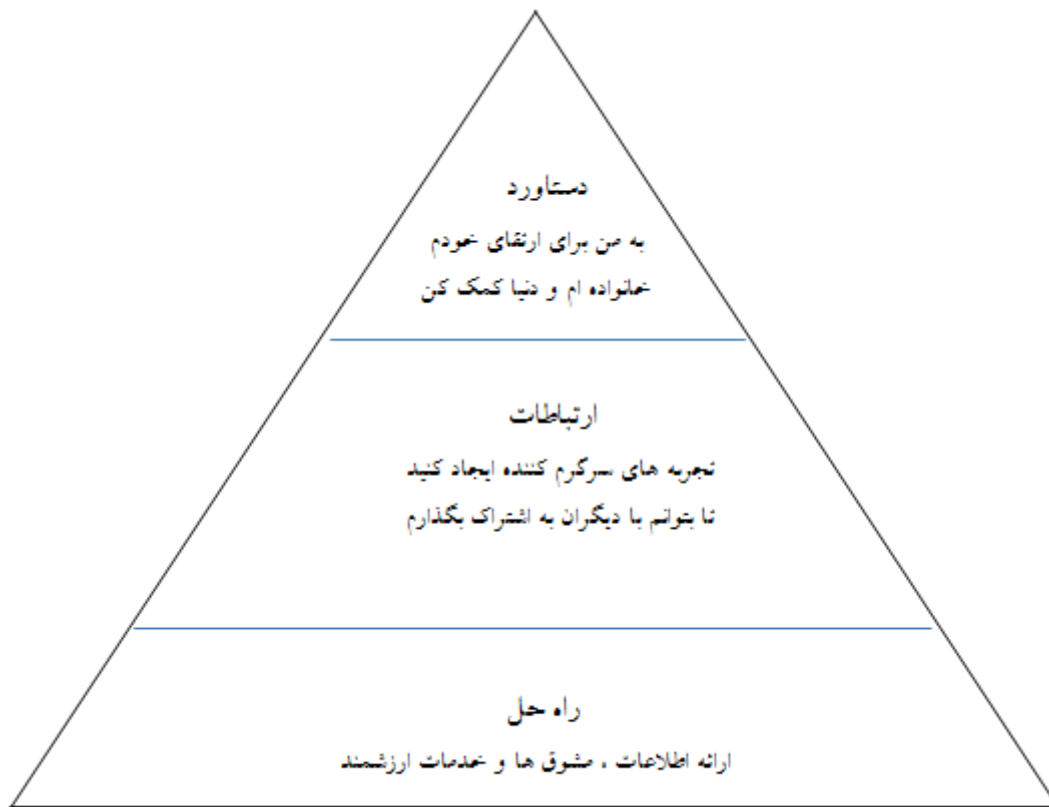 دستاورد
به من برای ارتقای خودم
خانواده ام و دنیا کمک کن
ارتباطات
تجربه های سرگرم کننده ایجاد کنید
تا بتوانم با دیگران به اشتراک بگذارم
راه حل
ارائه اطلاعات ، مشوق ها و خدمات ارزشمند